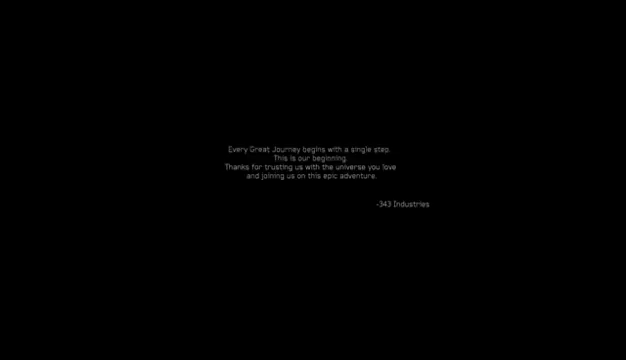 Every Great Journey begins with a single step.
This is our beginning.
Thanks for trusting us with the universe you love
and joining us on this epic adventure.
-343 Industries